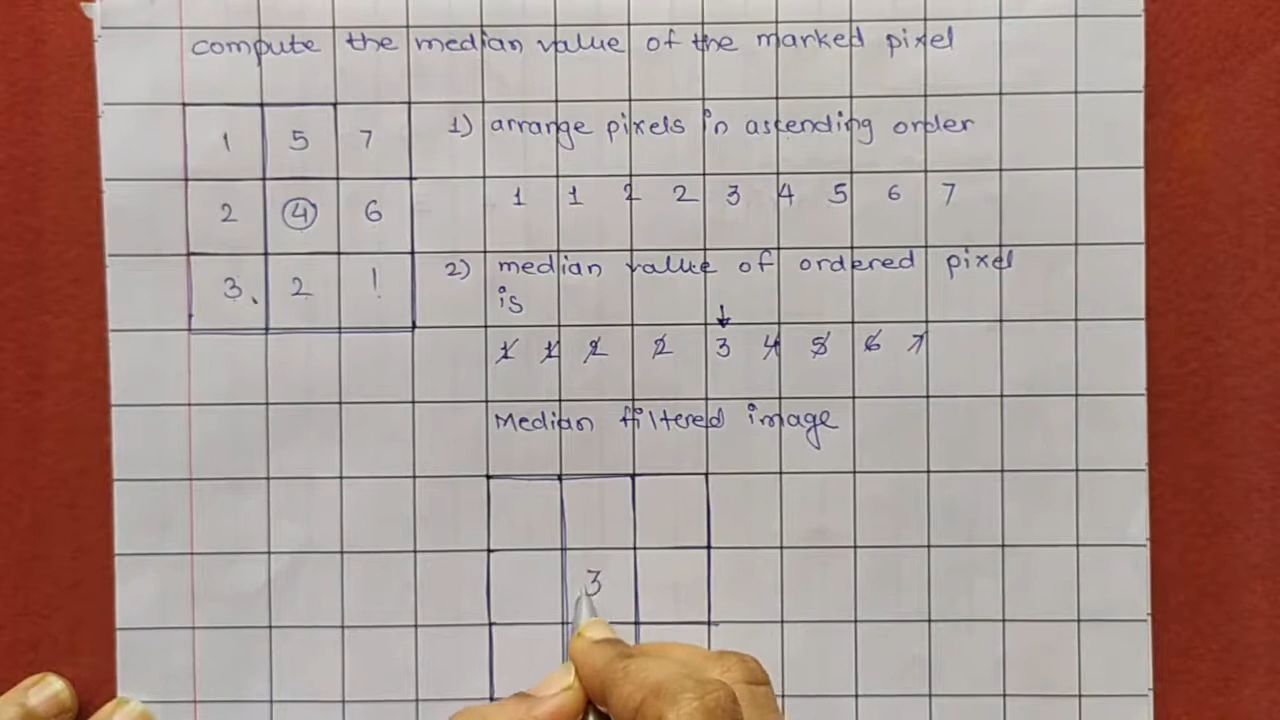 compute the median value of the marked pixel
1 5 7
2 4 6
3 2 1
1) arrange pixels in ascending order
1 1 2 2 3 4 5 6 7
2) median value of ordered pixel
is
↓
1 1 2 2 3 4 5 6 7
Median filtered image
3